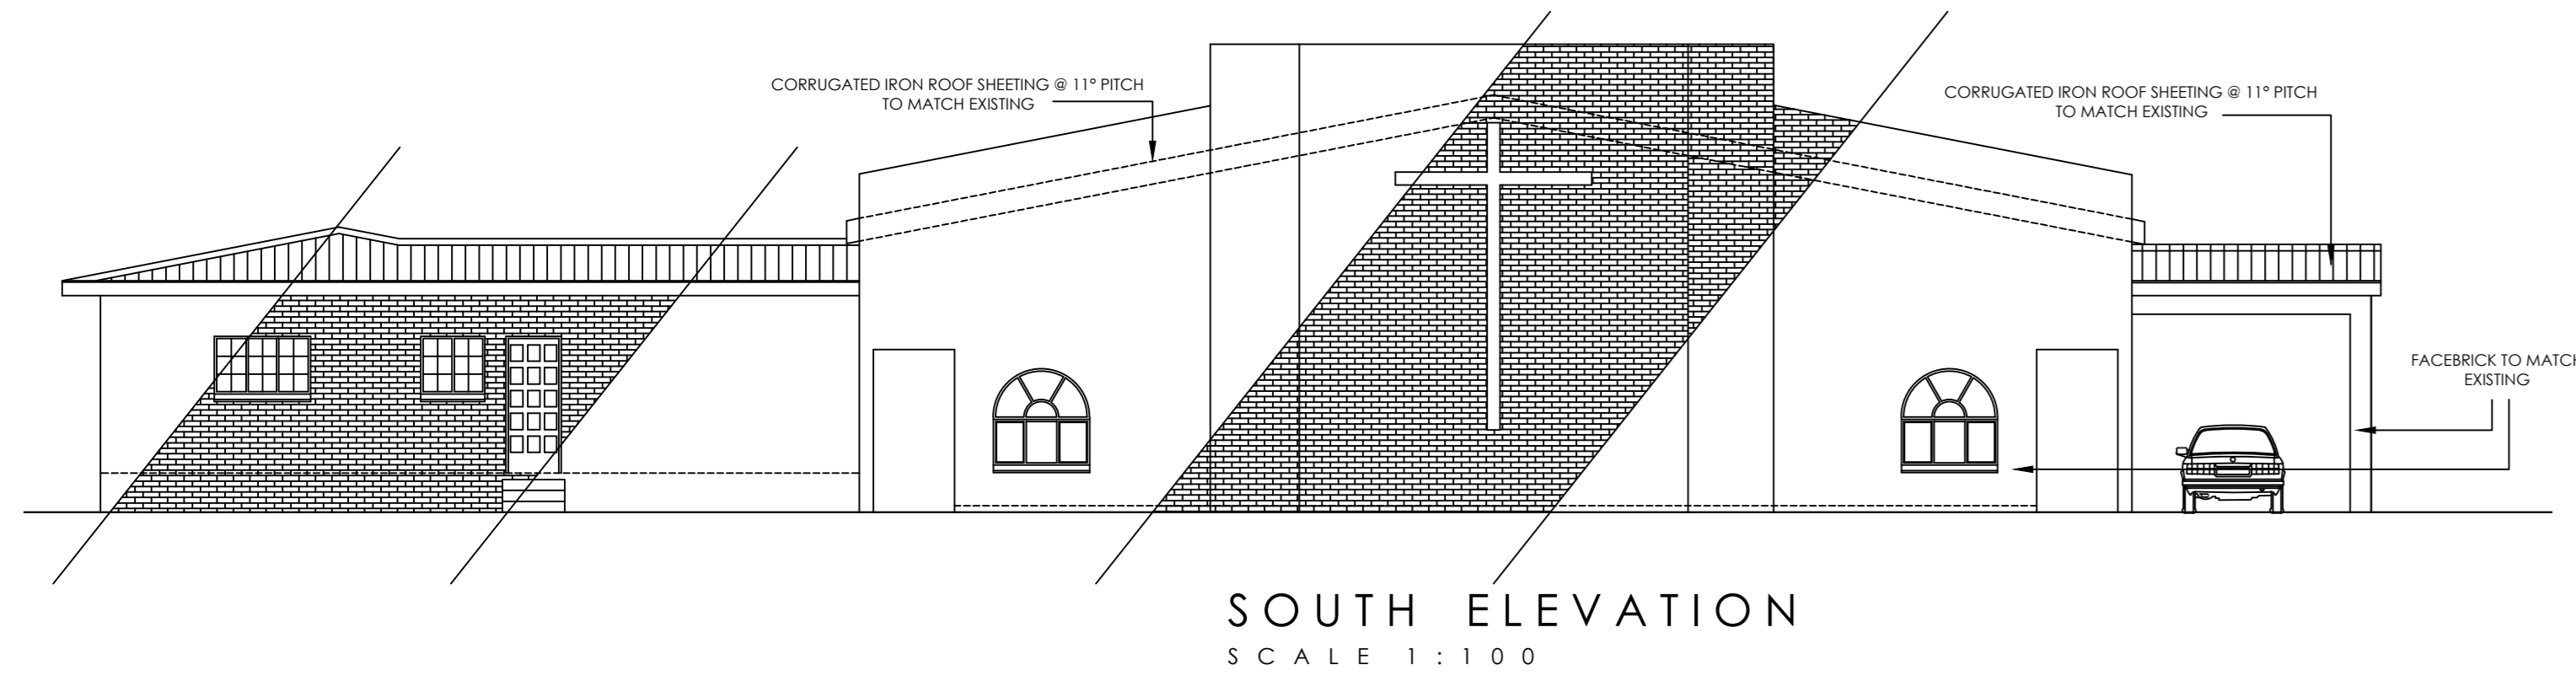 CORRUGATED IRON ROOF SHEETING @ 11° PITCH
TO MATCH EXISTING
CORRUGATED IRON ROOF SHEETING @ 11° PITCH
TO MATCH EXISTING
FACEBRICK TO MATCH
EXISTING
SOUTH ELEVATION
SCALE 1:100